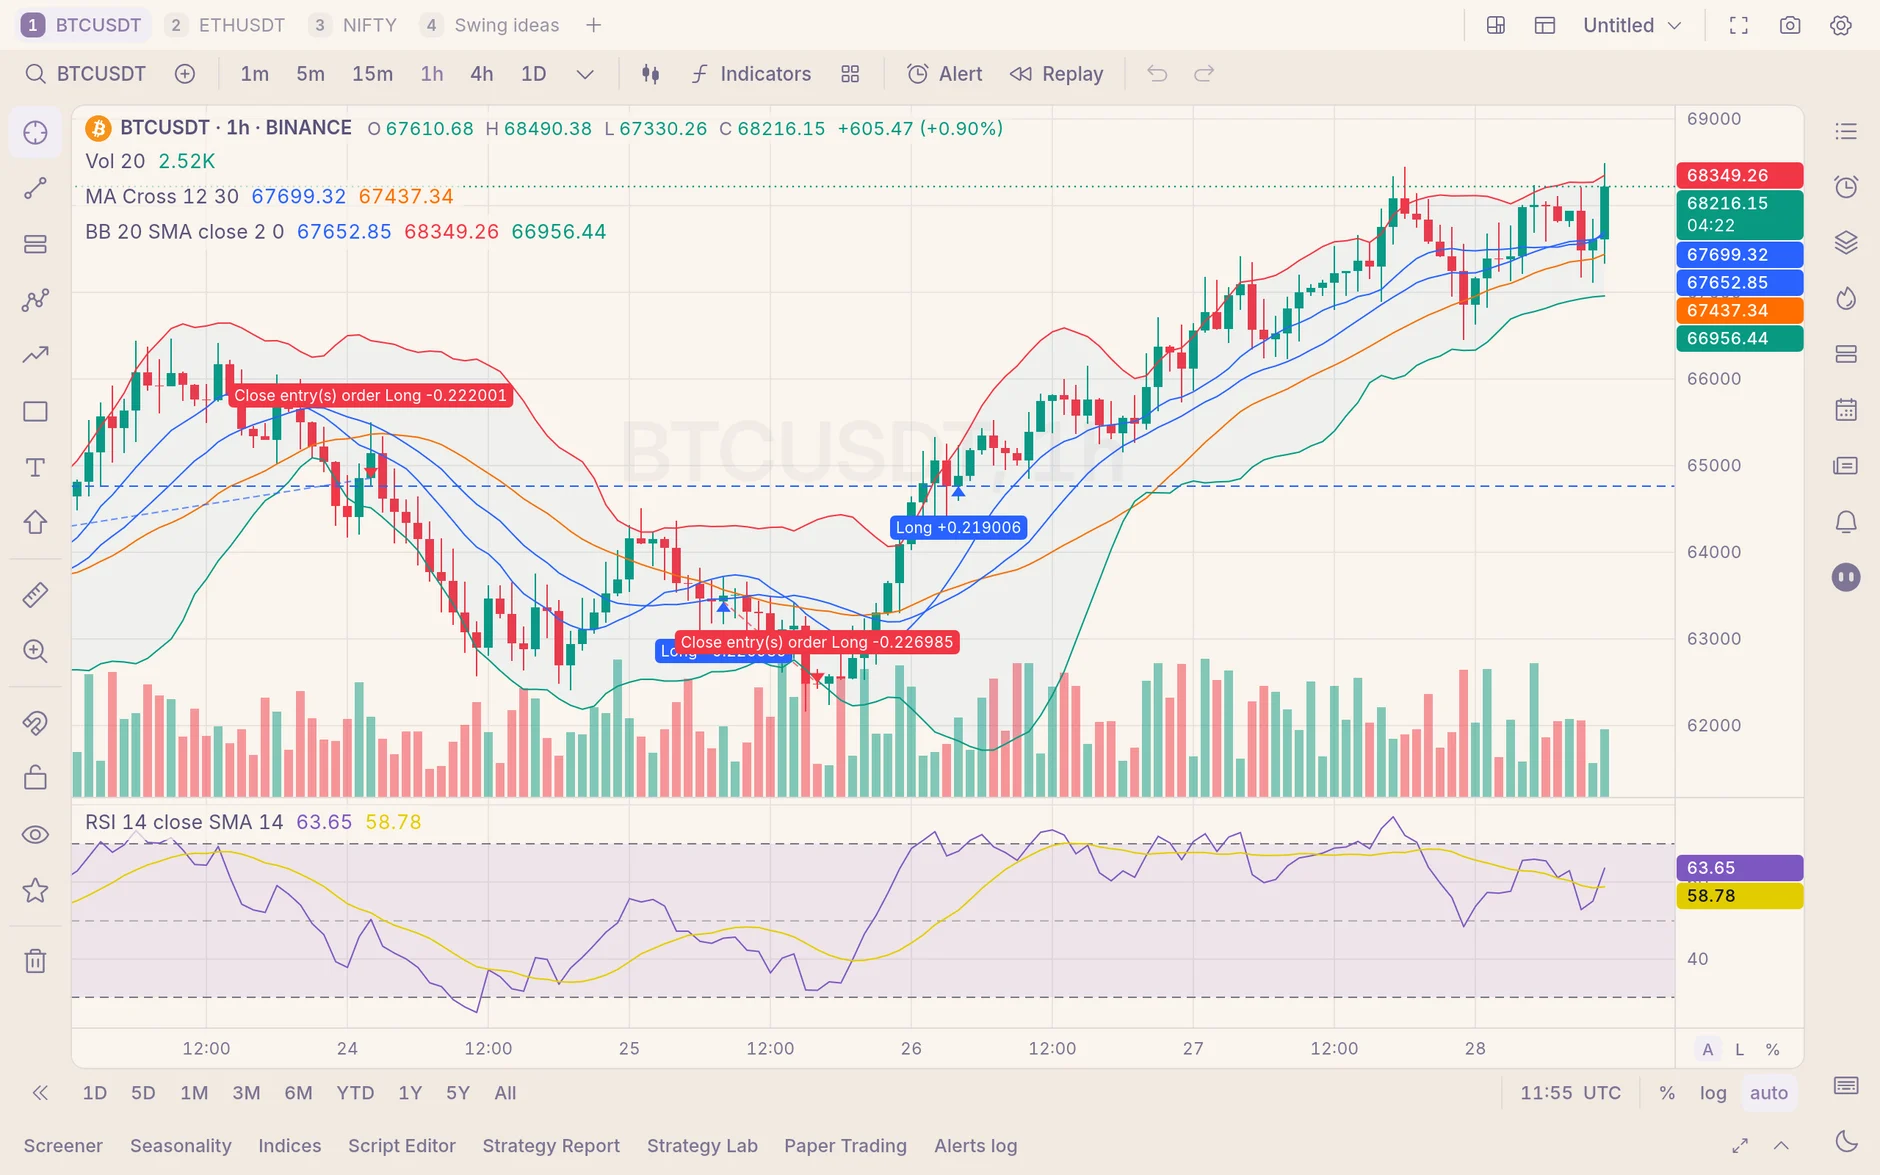 1 BTCUSDT 2 ETHUSDT 3 NIFTY 4 Swing ideas Untitled
BTCUSDT 1m 5m 15m 1h 4h 1D Indicators Alert Replay
BTCUSDT · 1h · BINANCE O 67610.68 H 68490.38 L 67330.26 C 68216.15 +605.47 (+0.90%)
Vol 20 2.52K
MA Cross 12 30 67699.32 67437.34
BB 20 SMA close 2 0 67652.85 68349.26 66956.44
69000
68349.26
68216.15
04:22
67699.32
67652.85
67437.34
66956.44
66000
Close entry(s) order Long -0.222001
BTCUSDT, 1h
65000
Long +0.219006
64000
Close entry(s) order Long -0.226985
63000
62000
RSI 14 close SMA 14 63.65 58.78
63.65
58.78
40
12:00 24 12:00 25 12:00 26 12:00 27 12:00 28
A L %
1D 5D 1M 3M 6M YTD 1Y 5Y All 11:55 UTC % log auto
Screener Seasonality Indices Script Editor Strategy Report Strategy Lab Paper Trading Alerts log